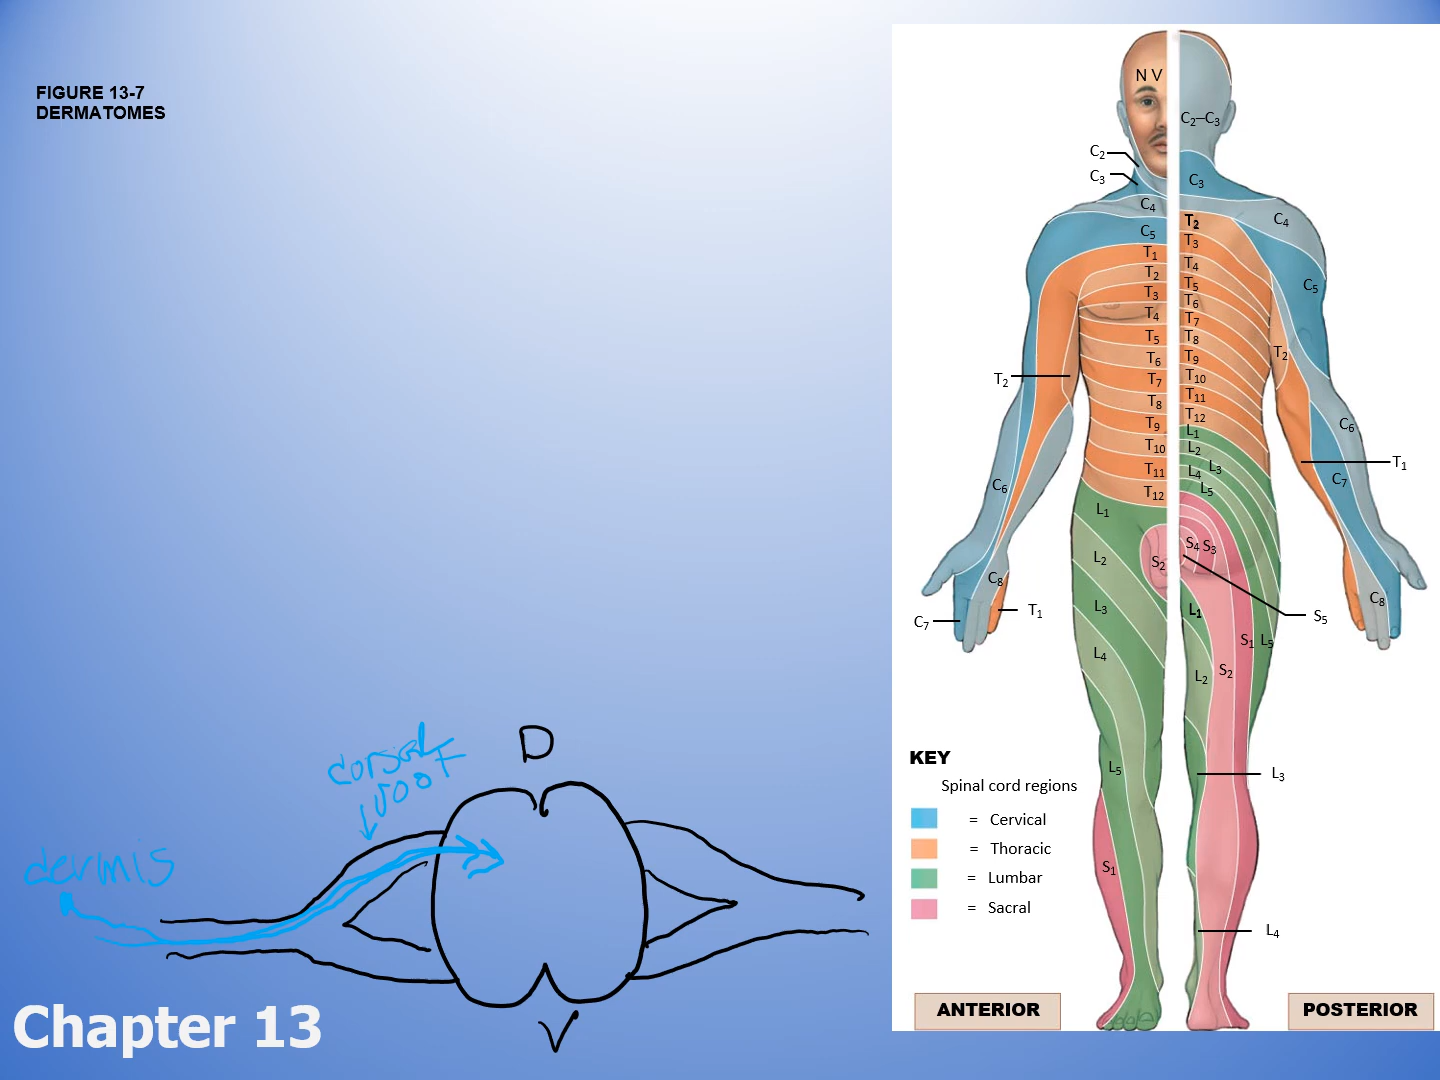 FIGURE 13-7
DERMATOMES
N V
C2–C3
C2
C3
C3
C4
C4
C5
C5
T1
T2
T3
T4
T5
T6
T7
T8
T9
T10
T11
T12
T2
T3
T4
T5
T6
T7
T8
T9
T10
T11
T12
L1
L2
L3
L4
L5
T2
T2
C6
C6
T1
C7
L1
L2
L3
L4
S2
S4
S3
C8
T1
C7
C8
S5
L1
S1
L5
L2
S2
L3
L5
S1
L4
D
dorsal
root
dermis
V
KEY
Spinal cord regions
= Cervical
= Thoracic
= Lumbar
= Sacral
ANTERIOR
POSTERIOR
Chapter 13